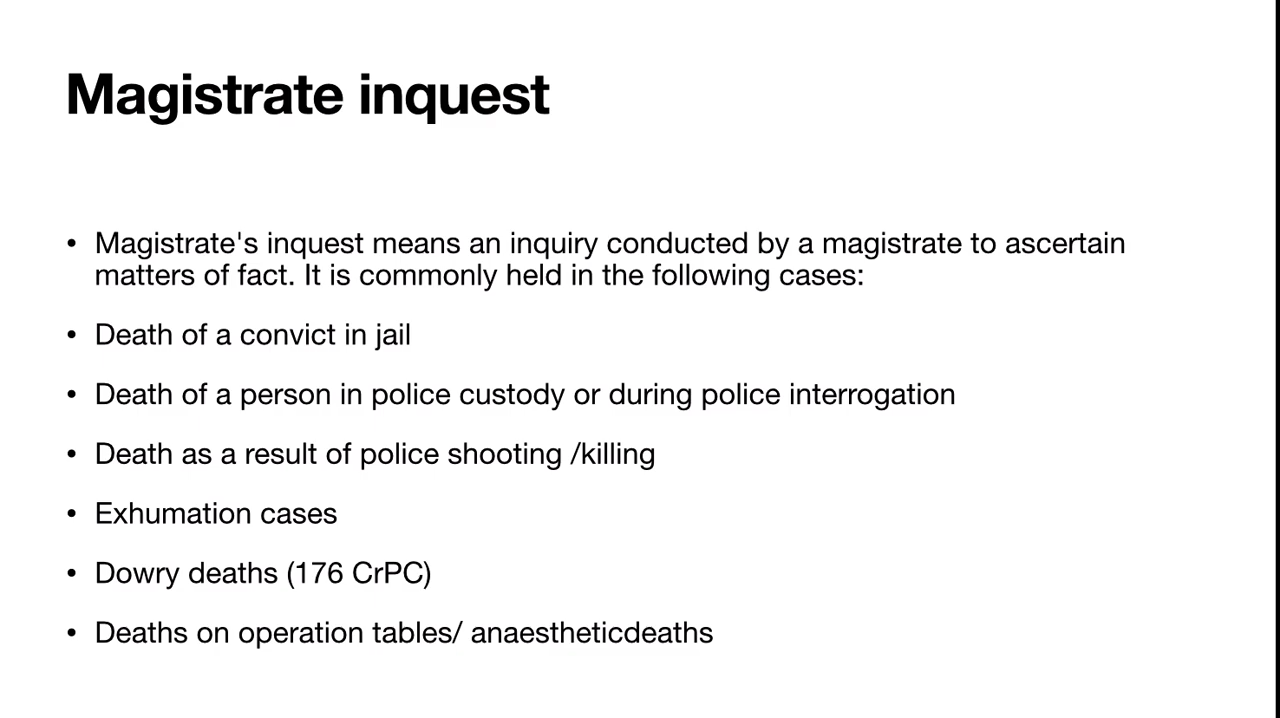 Magistrate inquest
• Magistrate's inquest means an inquiry conducted by a magistrate to ascertain
matters of fact. It is commonly held in the following cases:
• Death of a convict in jail
• Death of a person in police custody or during police interrogation
• Death as a result of police shooting /killing
• Exhumation cases
• Dowry deaths (176 CrPC)
• Deaths on operation tables/ anaestheticdeaths